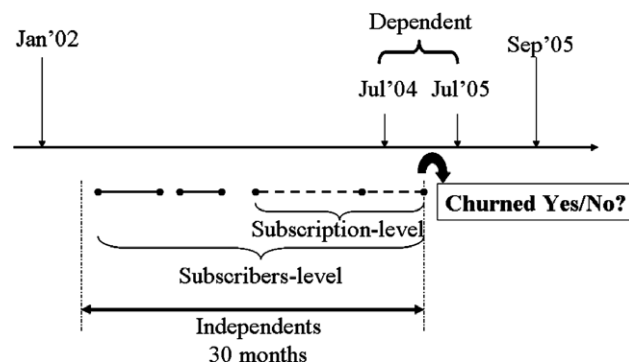 Jan’02
Dependent
Sep’05
Jul’04
Jul’05
Churned Yes/No?
Subscription-level
Subscribers-level
Independents
30 months